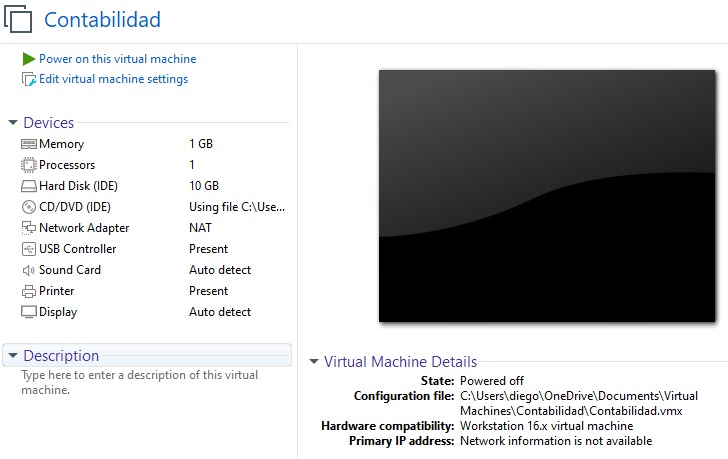 Contabilidad
Power on this virtual machine
Edit virtual machine settings
Devices
Memory 1 GB
Processors 1
Hard Disk (IDE) 10 GB
CD/DVD (IDE) Using file C:\Use...
Network Adapter NAT
USB Controller Present
Sound Card Auto detect
Printer Present
Display Auto detect
Description
Type here to enter a description of this virtual
machine.
Virtual Machine Details
State: Powered off
Configuration file: C:\Users\diego\OneDrive\Documents\Virtual
Machines\Contabilidad\Contabilidad.vmx
Hardware compatibility: Workstation 16.x virtual machine
Primary IP address: Network information is not available